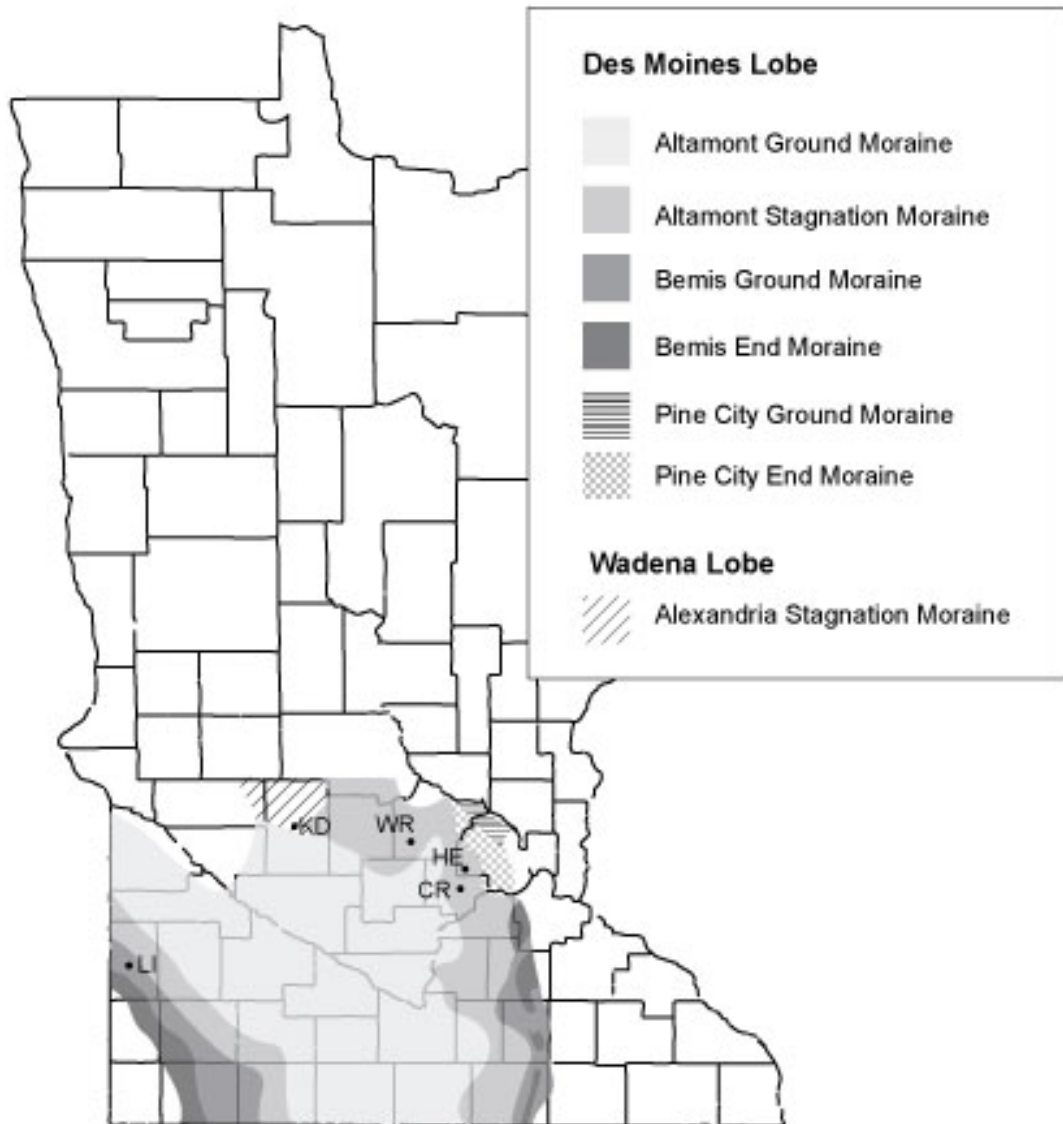 Des Moines Lobe
Altamont Ground Moraine
Altamont Stagnation Moraine
Bemis Ground Moraine
Bemis End Moraine
Pine City Ground Moraine
Pine City End Moraine
Wadena Lobe
Alexandria Stagnation Moraine
KD
WR
HE
CR
LI